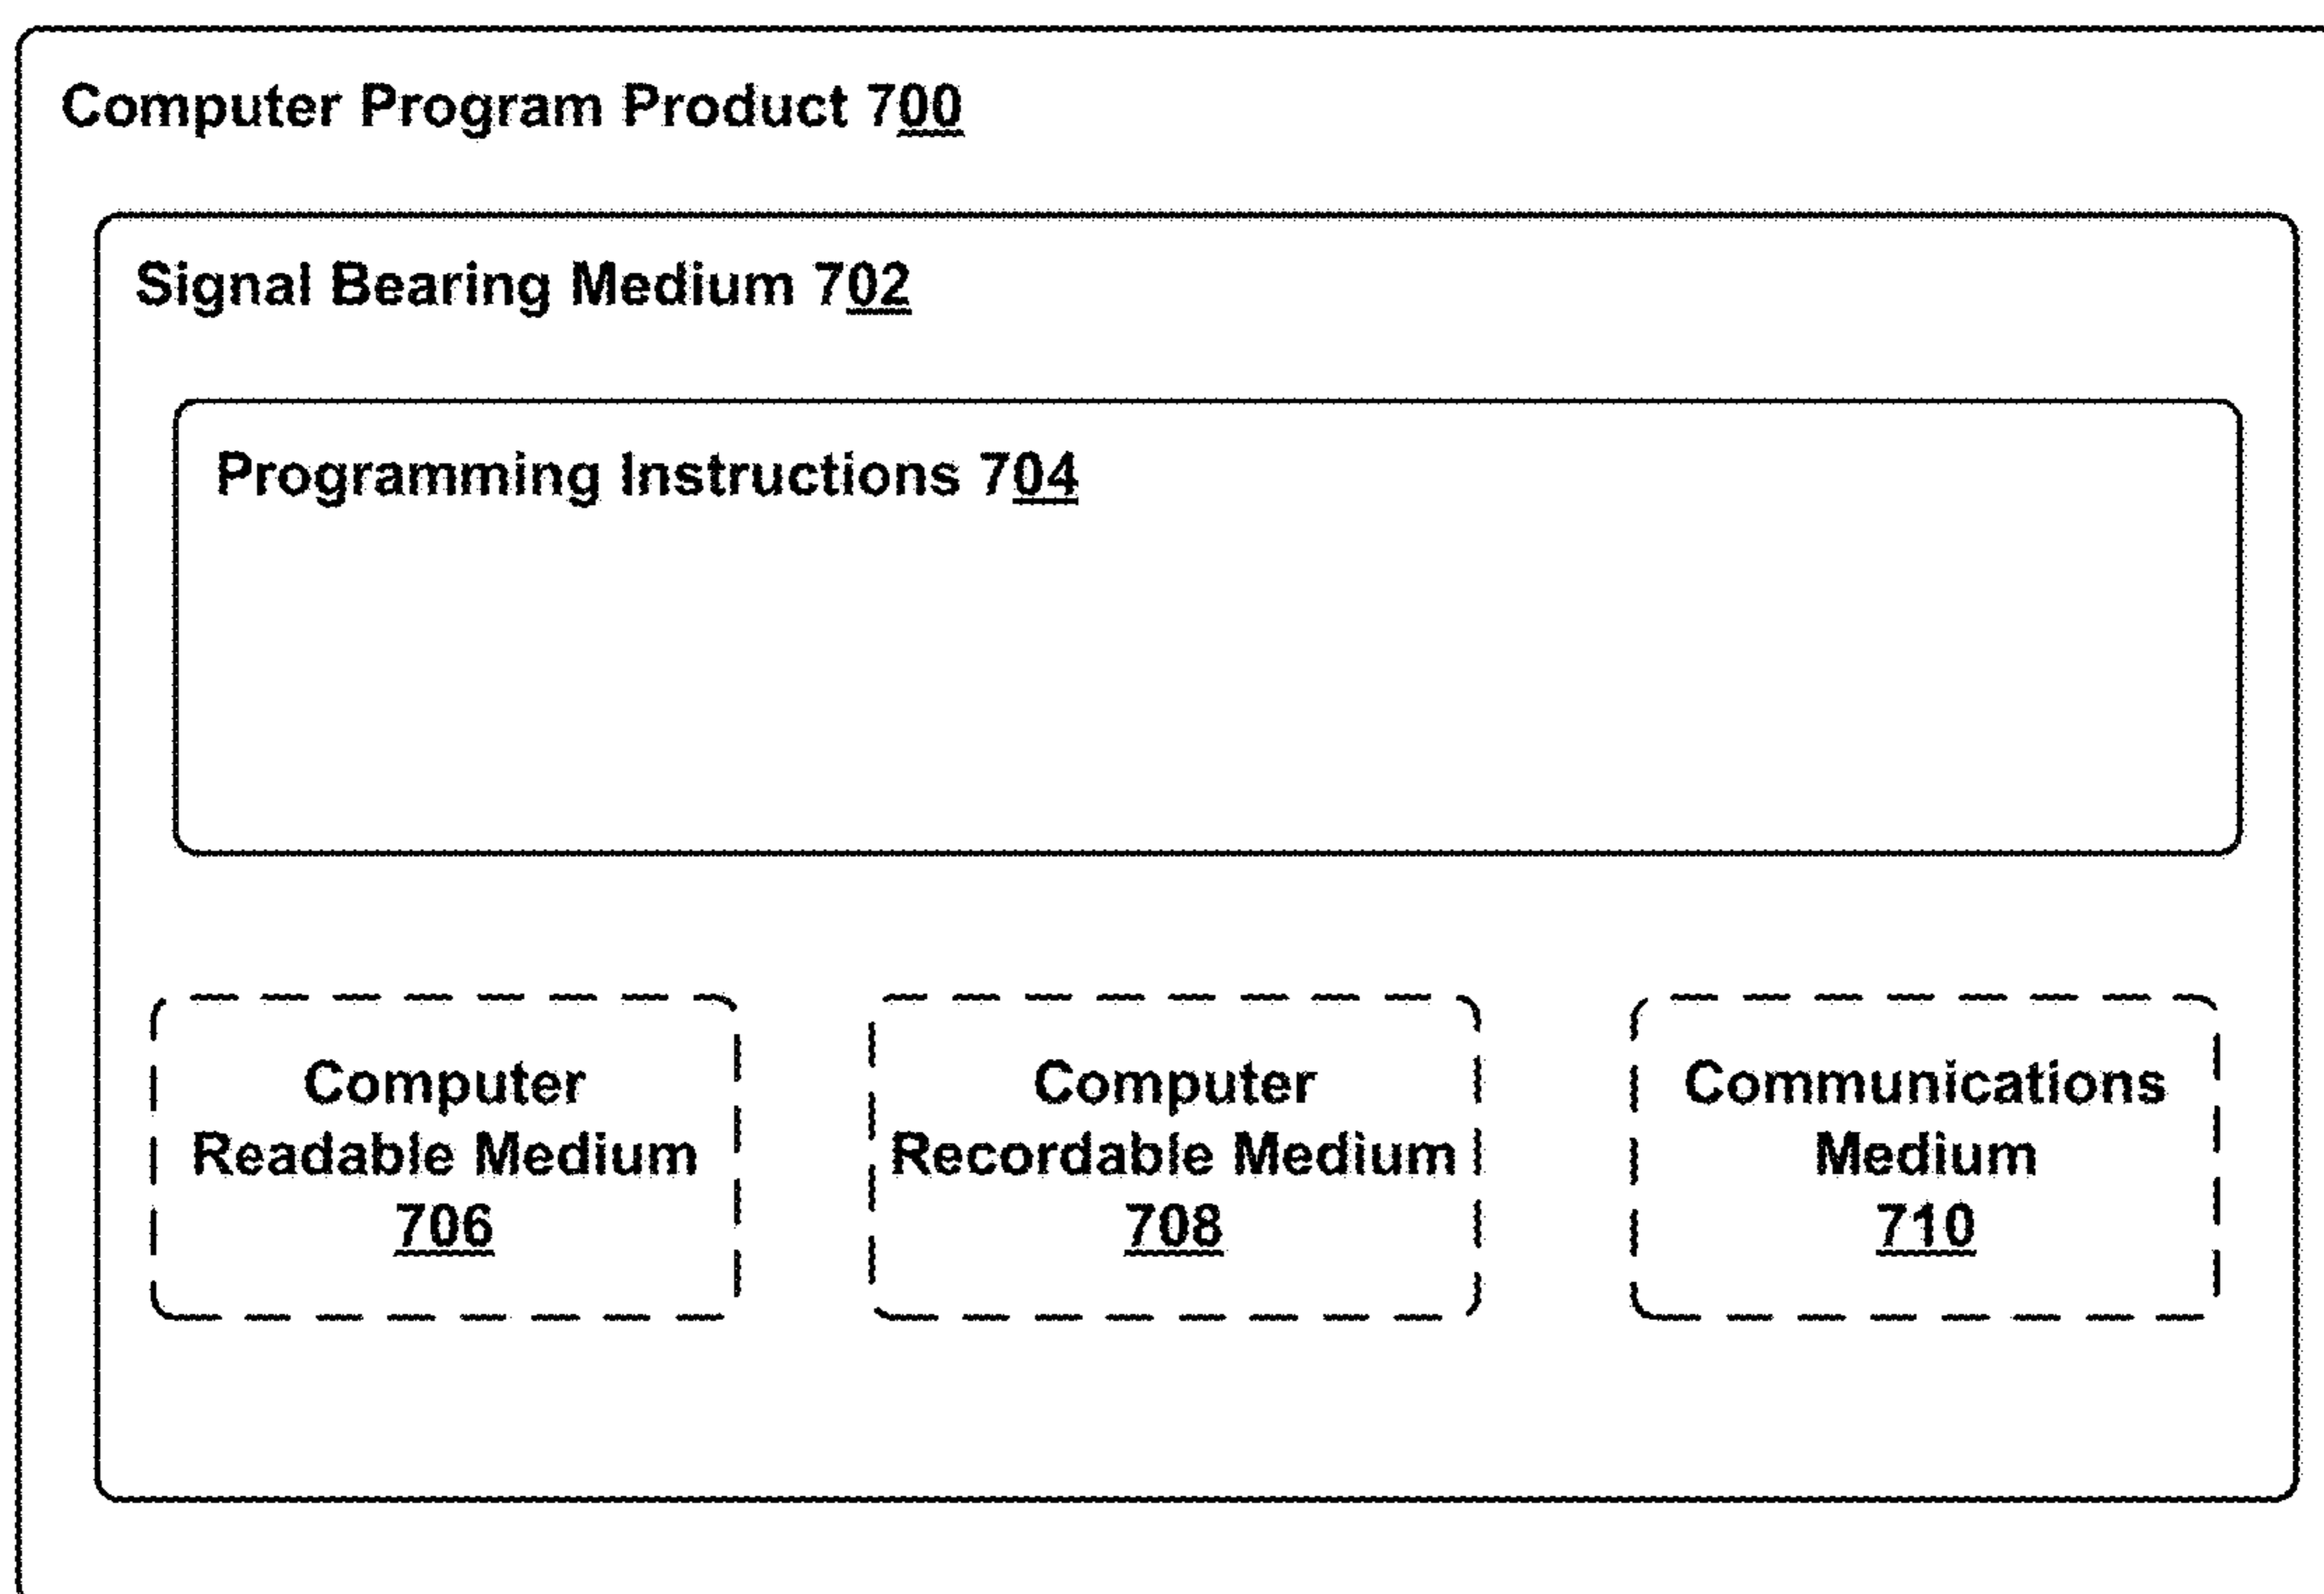 Computer Program Product 700
Signal Bearing Medium 702
Programming Instructions 704
Computer
Readable Medium
706
Computer
Recordable Medium
708
Communications
Medium
710